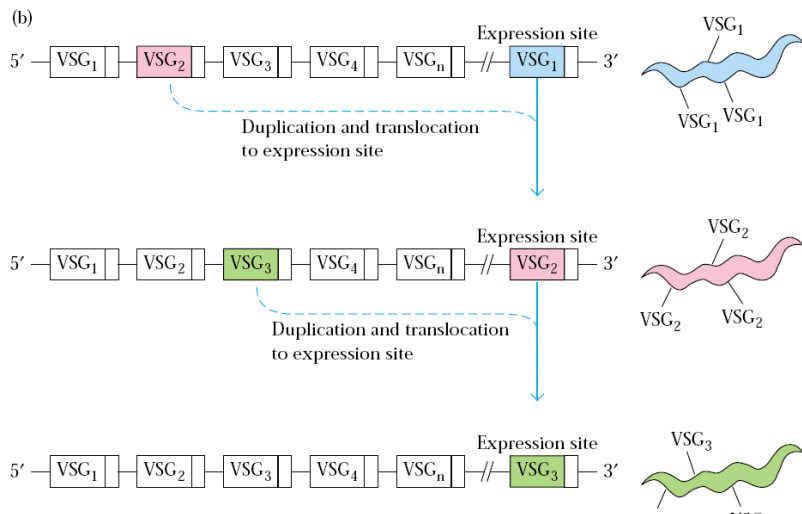 (b)
Expression site
5′ VSG₁ VSG₂ VSG₃ VSG₄ VSGₙ // VSG₁ 3′
VSG₁
VSG₁ VSG₁
Duplication and translocation
to expression site
Expression site
5′ VSG₁ VSG₂ VSG₃ VSG₄ VSGₙ // VSG₂ 3′
VSG₂
VSG₂ VSG₂
Duplication and translocation
to expression site
Expression site
5′ VSG₁ VSG₂ VSG₃ VSG₄ VSGₙ // VSG₃ 3′
VSG₃